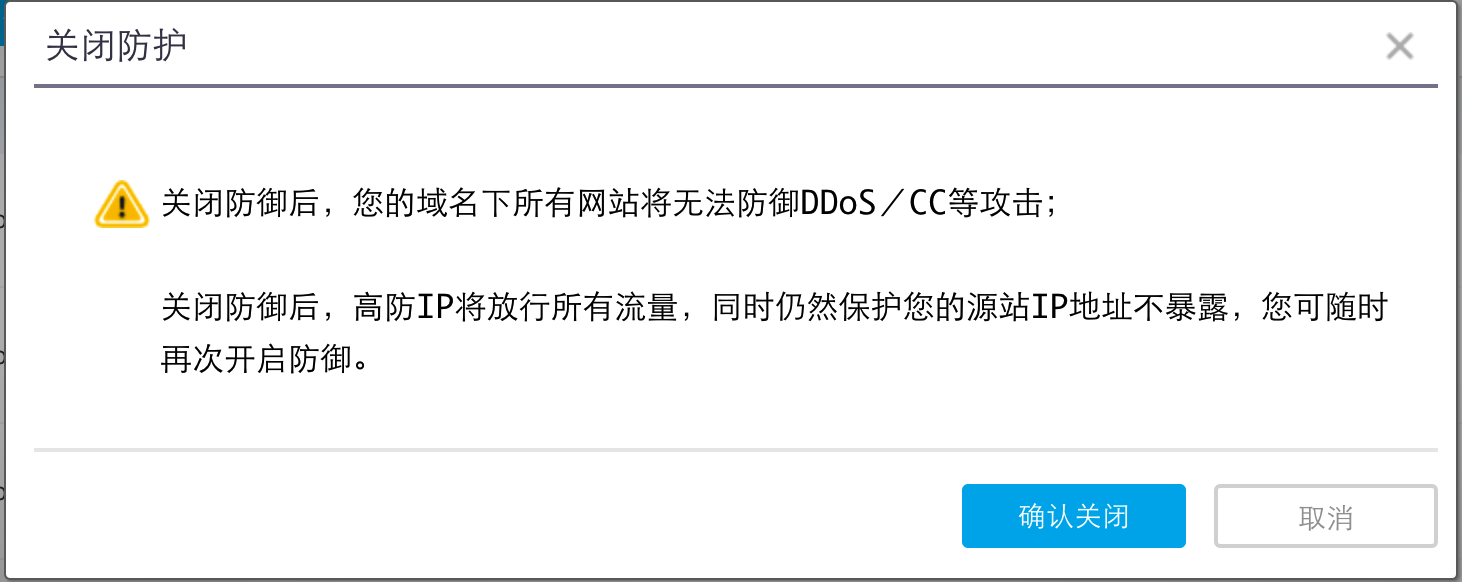 关闭防护
关闭防御后，您的域名下所有网站将无法防御DDoS／CC等攻击；
关闭防御后，高防IP将放行所有流量，同时仍然保护您的源站IP地址不暴露，您可随时
再次开启防御。
确认关闭
取消